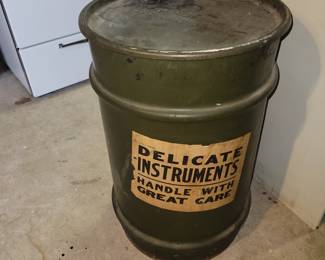 DELICATE
INSTRUMENTS
HANDLE WITH
GREAT CARE